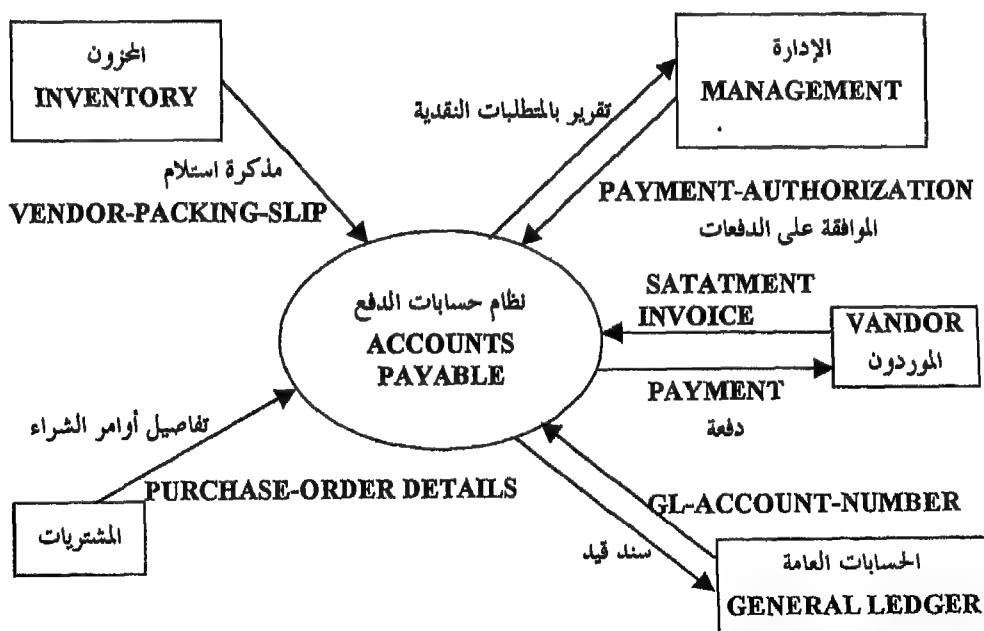 المخزون
INVENTORY
الإدارة
MANAGEMENT
تقرير بالمتطلبات النقدية
مذكرة استلام
VENDOR-PACKING-SLIP
PAYMENT-AUTHORIZATION
الموافقة على الدفعات
نظام حسابات الدفع
ACCOUNTS
PAYABLE
SATATMENT
INVOICE
VANDOR
الموردون
PAYMENT
دفعة
تفاصيل أوامر الشراء
PURCHASE-ORDER DETAILS
المشتريات
GL-ACCOUNT-NUMBER
سند قيد
الحسابات العامة
GENERAL LEDGER